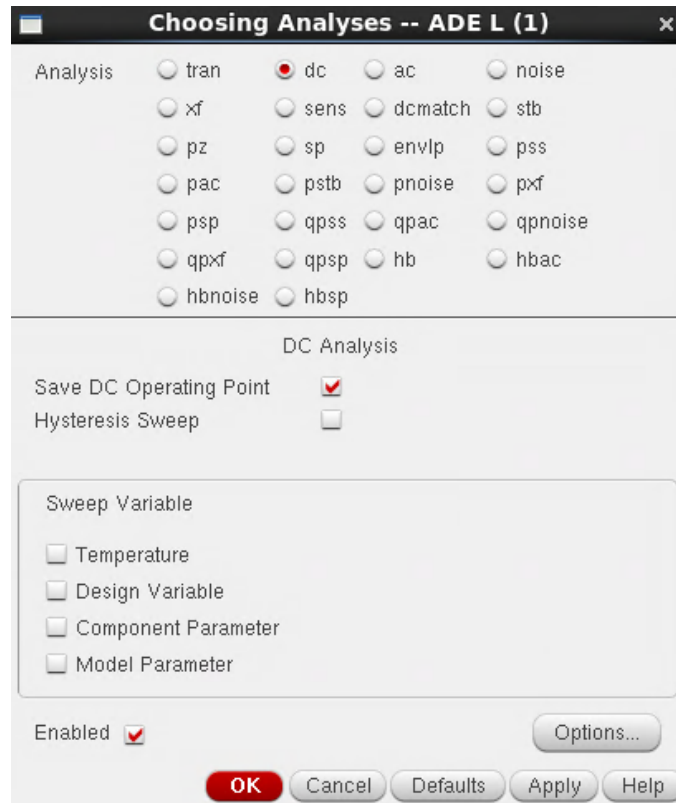 Choosing Analyses -- ADE L (1)
Analysis tran dc ac noise
xf sens dcmatch stb
pz sp envlp pss
pac pstb pnoise pxf
psp qpss qpac qpnoise
qpxf qpsp hb hbac
hbnoise hbsp
DC Analysis
Save DC Operating Point
Hysteresis Sweep
Sweep Variable
Temperature
Design Variable
Component Parameter
Model Parameter
Enabled Options...
OK Cancel Defaults Apply Help